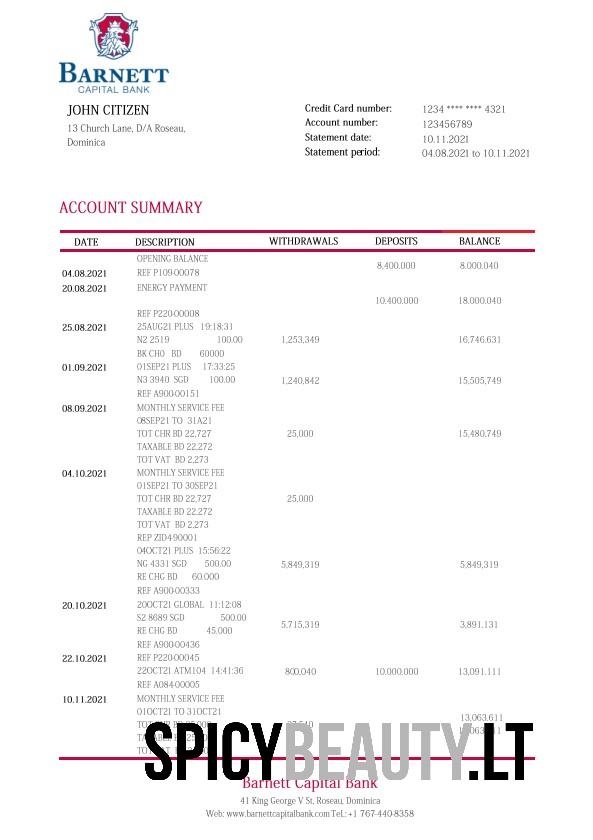 BARNETT
CAPITAL BANK
JOHN CITIZEN
13 Church Lane, D/A Roseau,
Dominica
Credit Card number: 1234 **** **** 4321
Account number: 123456789
Statement date: 10.11.2021
Statement period: 04.08.2021 to 10.11.2021
ACCOUNT SUMMARY
DATE DESCRIPTION WITHDRAWALS DEPOSITS BALANCE
OPENING BALANCE
8,400.000 8.000.040
04.08.2021 REF P109-00078
20.08.2021 ENERGY PAYMENT
10.400.000 18.000.040
REF P220-00008
25.08.2021 25AUG21 PLUS 19:18:31
N2 2519 100.00 1,253,349 16,746.631
BK CHO BD 60000
01.09.2021 01SEP21 PLUS 17:33:25
N3 3940 SGD 100.00 1,240,842 15,505,749
REF A900-00151
08.09.2021 MONTHLY SERVICE FEE
08SEP21 TO 31A21
TOT CHR BD 22,727 25,000 15,480,749
TAXABLE BD 22,272
TOT VAT BD 2,273
04.10.2021 MONTHLY SERVICE FEE
01SEP21 TO 30SEP21
TOT CHR BD 22,727 25,000
TAXABLE BD 22,272
TOT VAT BD 2,273
REP ZID490001
04OCT21 PLUS 15:56:22
NG 4331 SGD 500.00 5,849,319 5,849,319
RE CHG BD 60.000
REF A900-00333
20.10.2021 20OCT21 GLOBAL 11:12:08
S2 8689 SGD 500.00
5,715,319 3,891.131
RE CHG BD 45.000
REF A900-00436
22.10.2021 REF P220-00045
22OCT21 ATM104 14:41:36 800,040 10.000.000 13,091.111
REF A084-00005
10.11.2021 MONTHLY SERVICE FEE
01OCT21 TO 31OCT21
13,063.611
SPICYBEAUTY.LT
Barnett Capital Bank
41 King George V St, Roseau, Dominica
Web: www.barnettcapitalbank.com Tel.: +1 767-440-8358